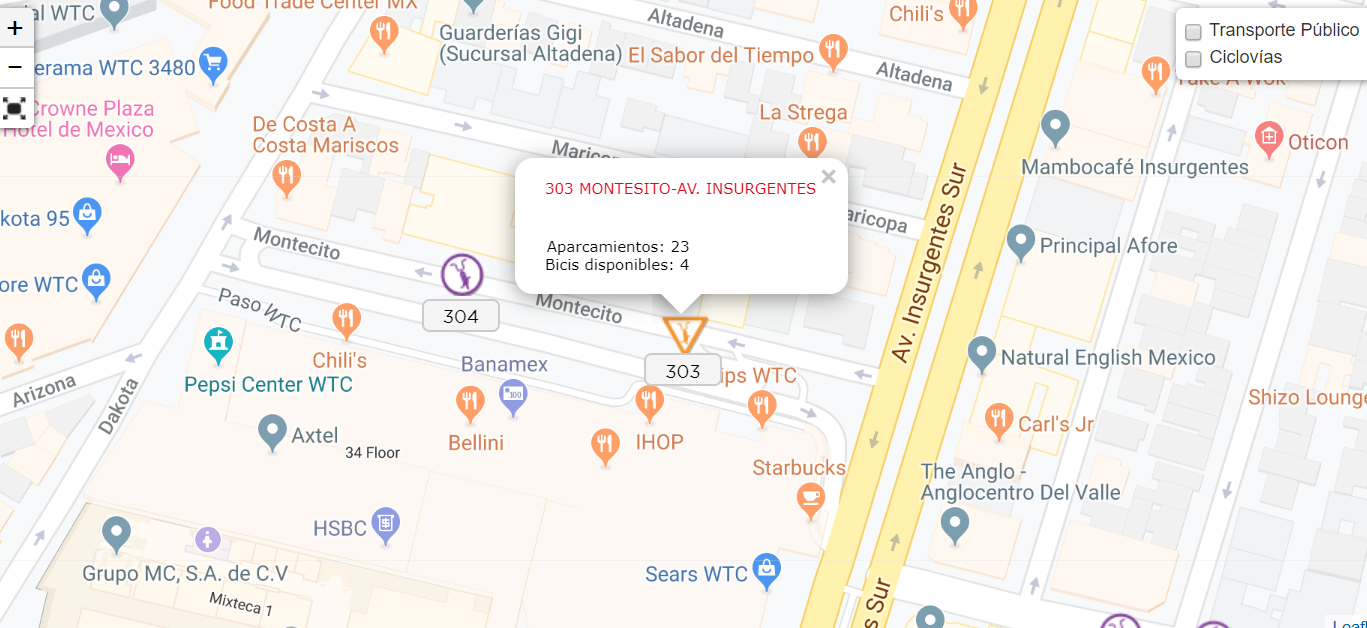 Food Trade Center MX
WTC
+
Guarderías Gigi
(Sucursal Altadena)
Altadena
Chili's
Transporte Público
Ciclovías
−
WTC 3480
El Sabor del Tiempo
Altadena
Crowne Plaza
Hotel de Mexico
De Costa A
Costa Mariscos
La Strega
Mambocafé Insurgentes
Oticon
303 MONTESITO-AV. INSURGENTES
×
Aparcamientos: 23
Bicis disponibles: 4
kota 95
Montecito
aricopa
Av. Insurgentes Sur
Principal Afore
ore WTC
Paso WTC
304
Montecito
303
Chili's
Pepsi Center WTC
Banamex
100
ips WTC
Natural English Mexico
Arizona
Dakota
Axtel
34 Floor
Bellini
IHOP
Carl's Jr
Shizo Lounge
Starbucks
The Anglo -
Anglocentro Del Valle
HSBC
Grupo MC, S.A. de C.V
Mixteca 1
Sears WTC
s Sur